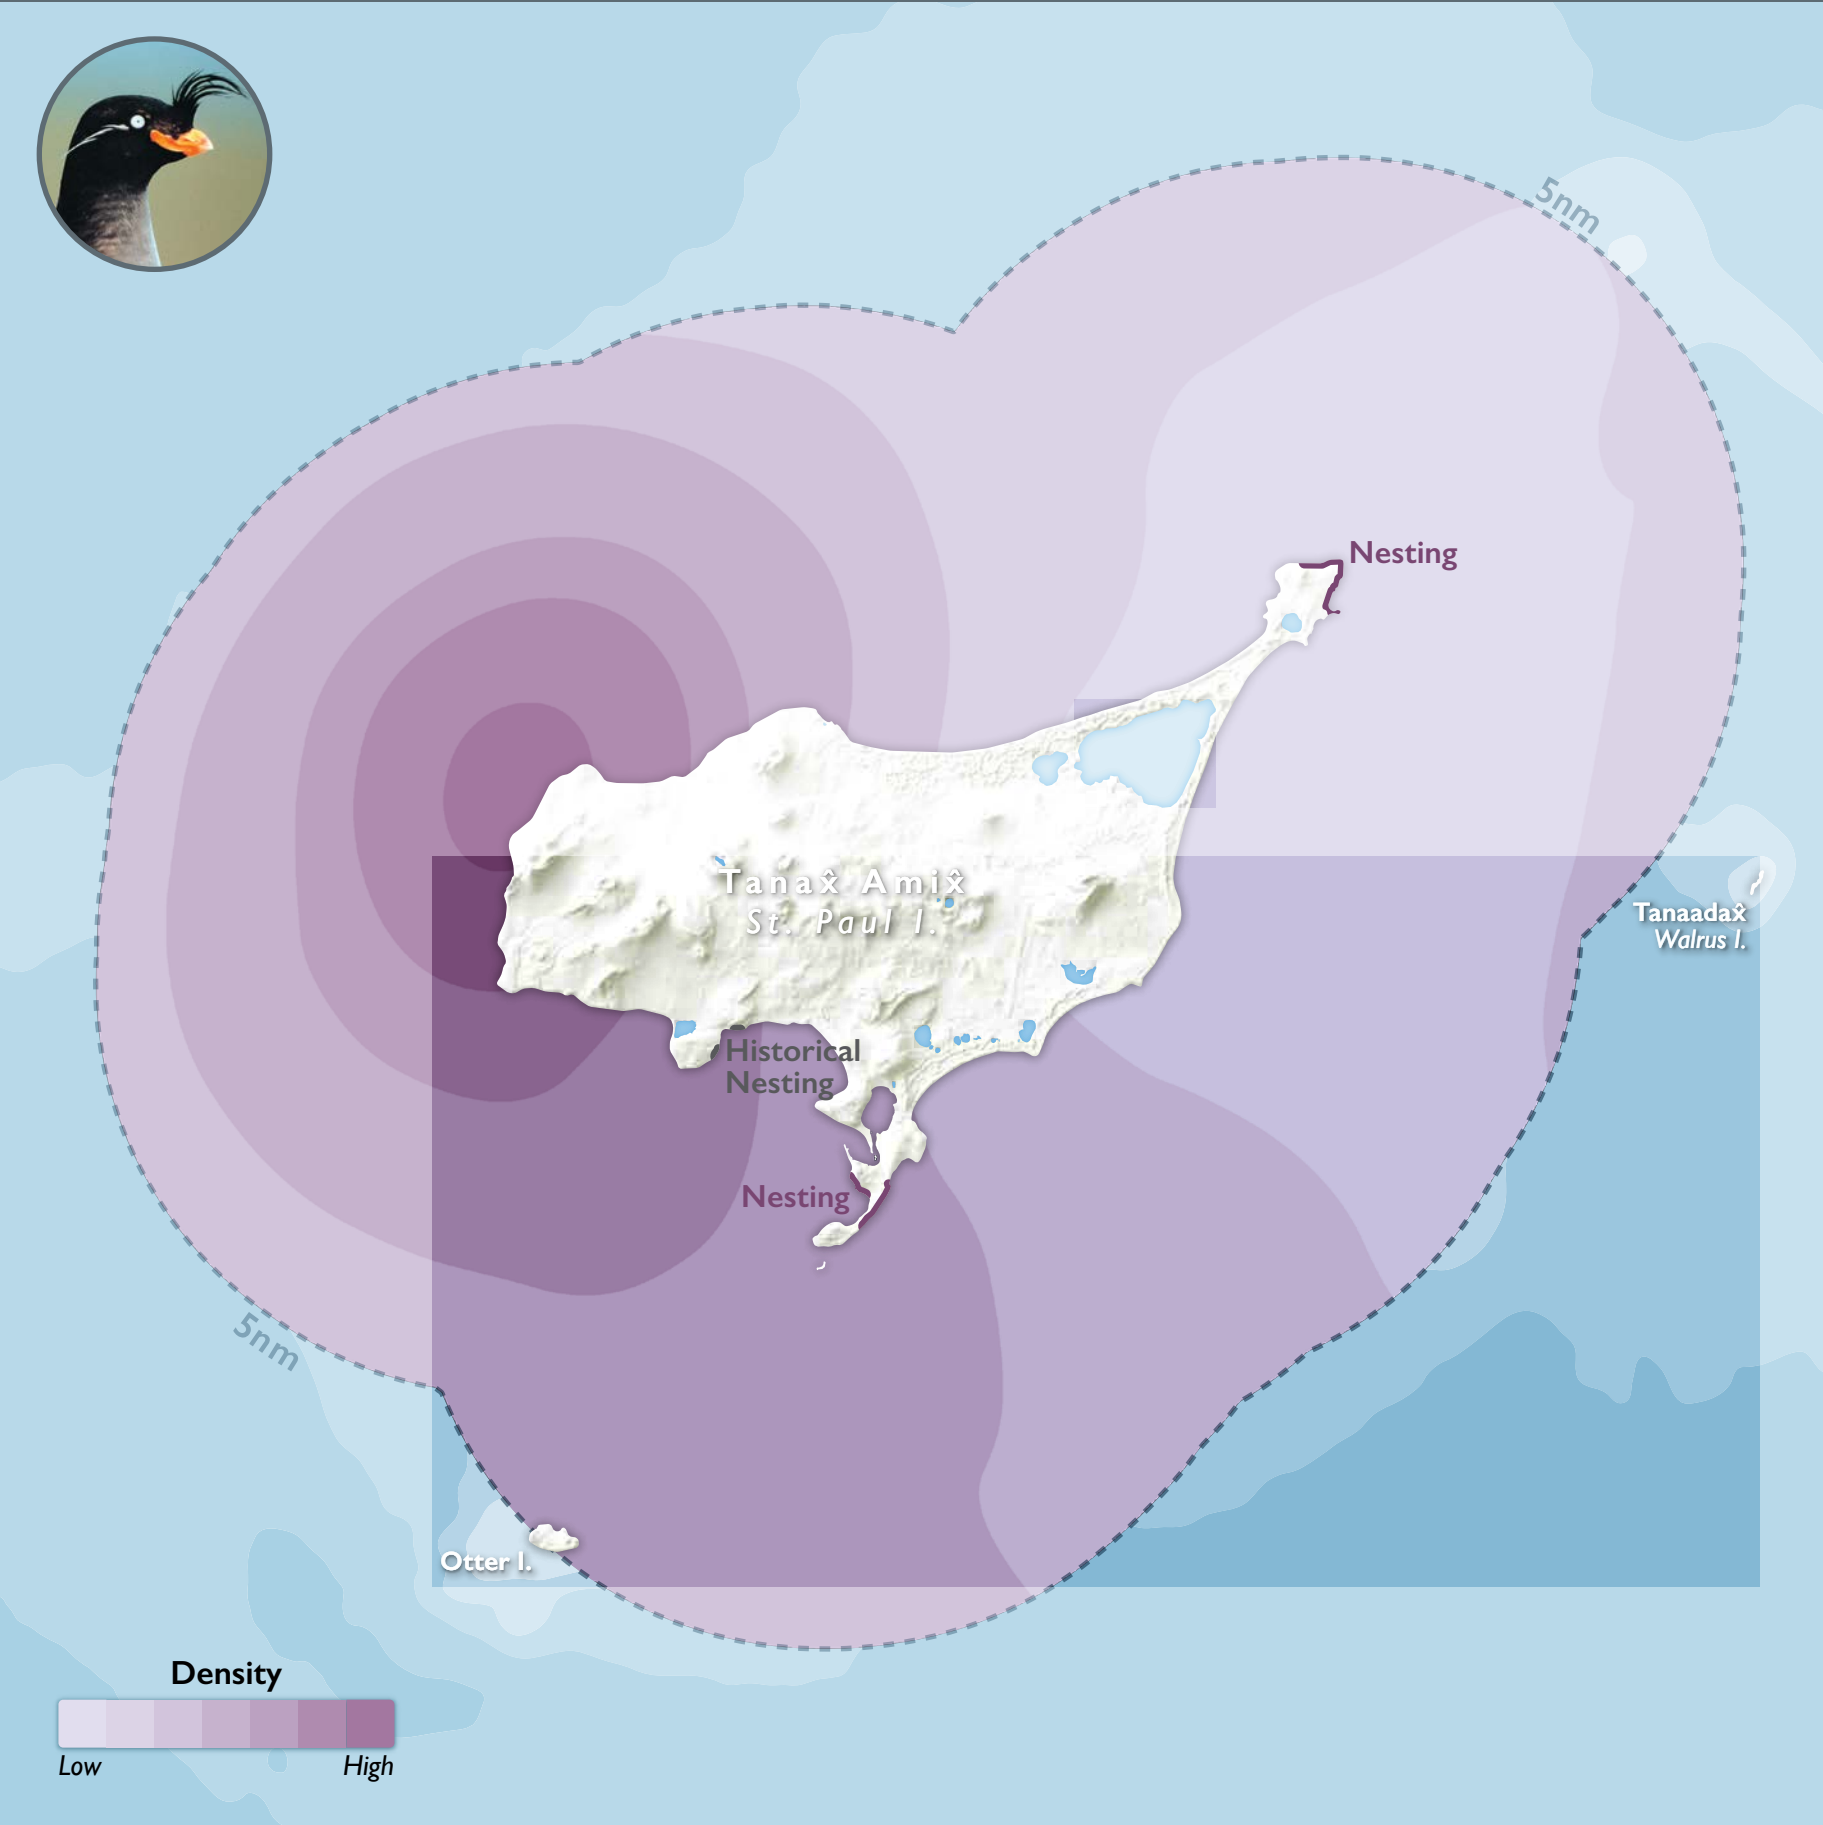 5nm
Nesting
Tanax̂ Amix̂
St. Paul I.
Tanaadax̂
Walrus I.
Historical
Nesting
Nesting
5nm
Otter I.
Density
Low
High